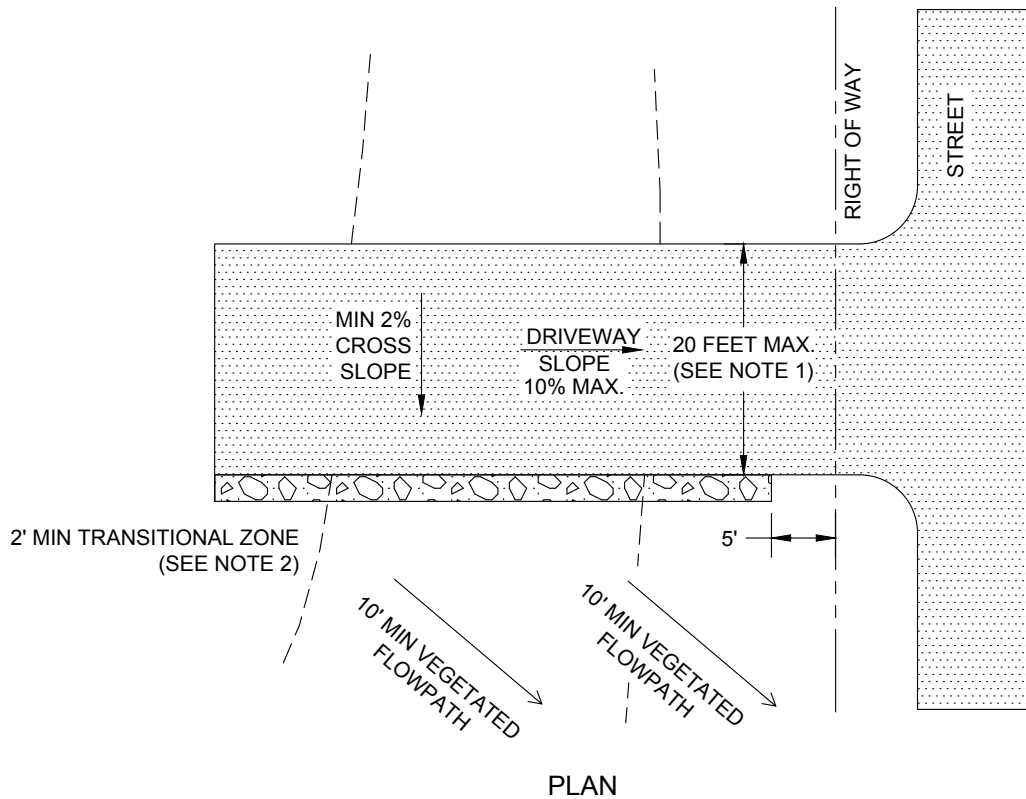 RIGHT OF WAY
STREET
MIN 2%
CROSS
SLOPE
DRIVEWAY
SLOPE
10% MAX.
20 FEET MAX.
(SEE NOTE 1)
2' MIN TRANSITIONAL ZONE
(SEE NOTE 2)
5'
10' MIN VEGETATED
FLOWPATH
10' MIN VEGETATED
FLOWPATH
PLAN